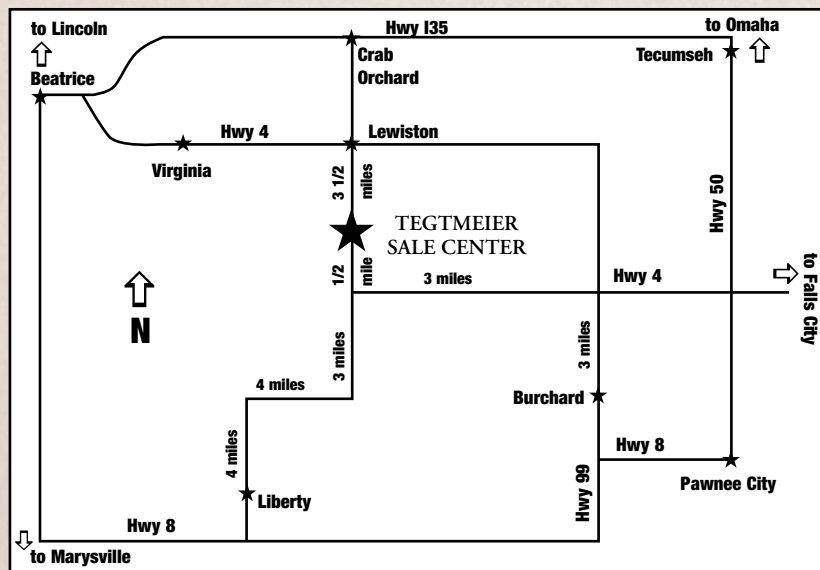 to Lincoln
Hwy I35
to Omaha
Beatrice
Crab
Orchard
Tecumseh
Hwy 4
Lewiston
Virginia
3 1/2
miles
Hwy 50
TEGTMEIER
SALE CENTER
1/2
mile
3 miles
Hwy 4
to Falls City
N
3 miles
3 miles
4 miles
Burchard
4 miles
Hwy 8
Liberty
Hwy 99
Pawnee City
Hwy 8
to Marysville